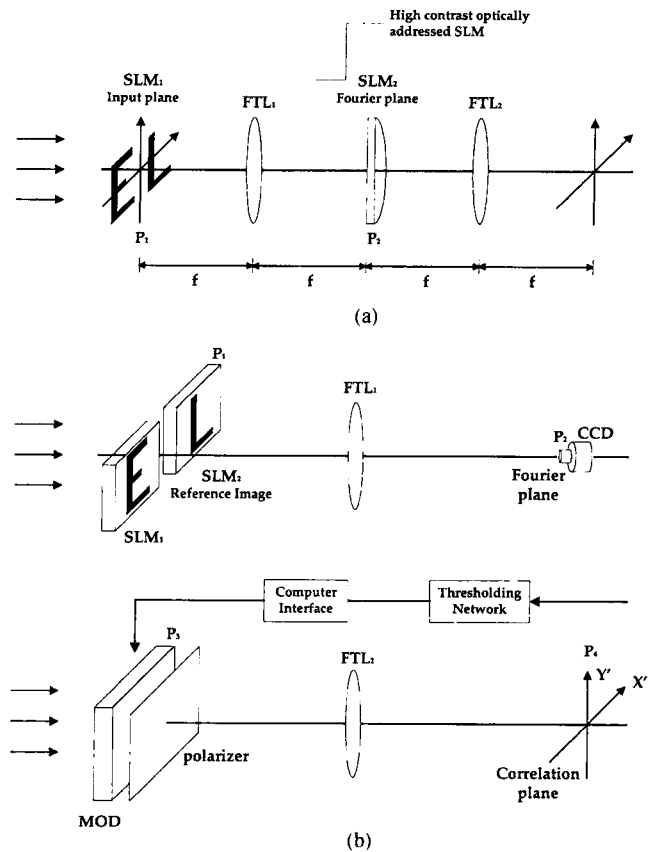 High contrast optically
addressed SLM
SLM₁
Input plane
FTL₁
SLM₂
Fourier plane
FTL₂
E L
P₂
P₂
f f f f
(a)
P₁
FTL₁
P₂ CCD
E L
SLM₂
Reference Image
Fourier
plane
SLM₁
Computer
Interface
Thresholding
Network
P₃
FTL₂
P₄
Y' X'
polarizer
Correlation
plane
MOD
(b)